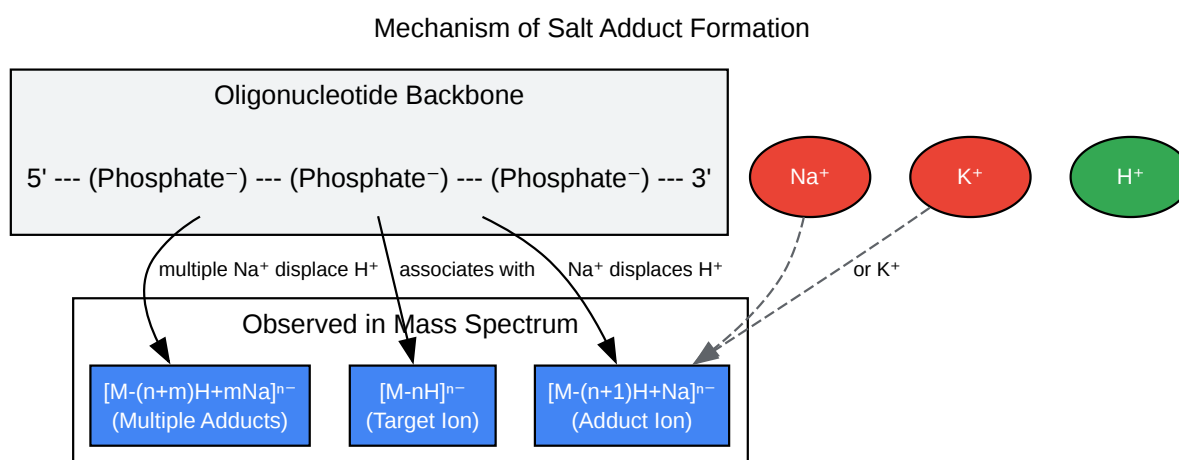 Mechanism of Salt Adduct Formation
Oligonucleotide Backbone
5' --- (Phosphate⁻) --- (Phosphate⁻) --- (Phosphate⁻) --- 3'
Na⁺
K⁺
H⁺
multiple Na⁺ displace H⁺
associates with
Na⁺ displaces H⁺
or K⁺
Observed in Mass Spectrum
[M-(n+m)H+mNa]ⁿ⁻
(Multiple Adducts)
[M-nH]ⁿ⁻
(Target Ion)
[M-(n+1)H+Na]ⁿ⁻
(Adduct Ion)